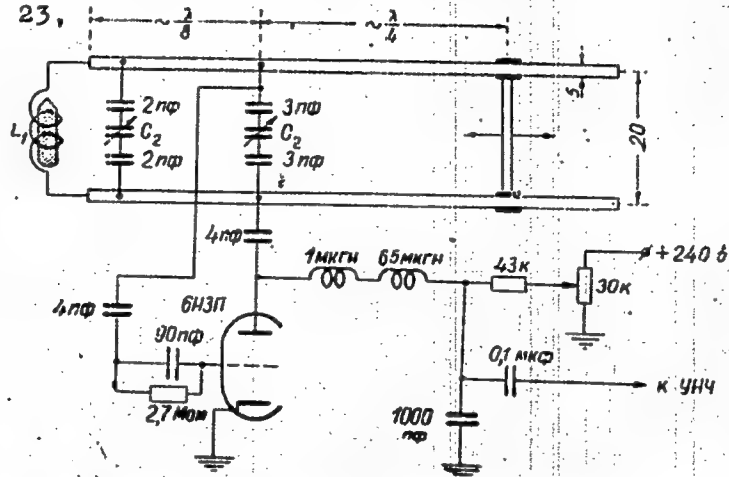 23.
~ λ/8
~ λ/4
L₁
2пф
C₂
2пф
3пф
C₂
3пф
5
20
4пф
1мкгн
65мкгн
43к
+240 в
30к
4пф
6Н3П
90пф
2,7Мом
0,1 мкф
к УНЧ
1000
пф